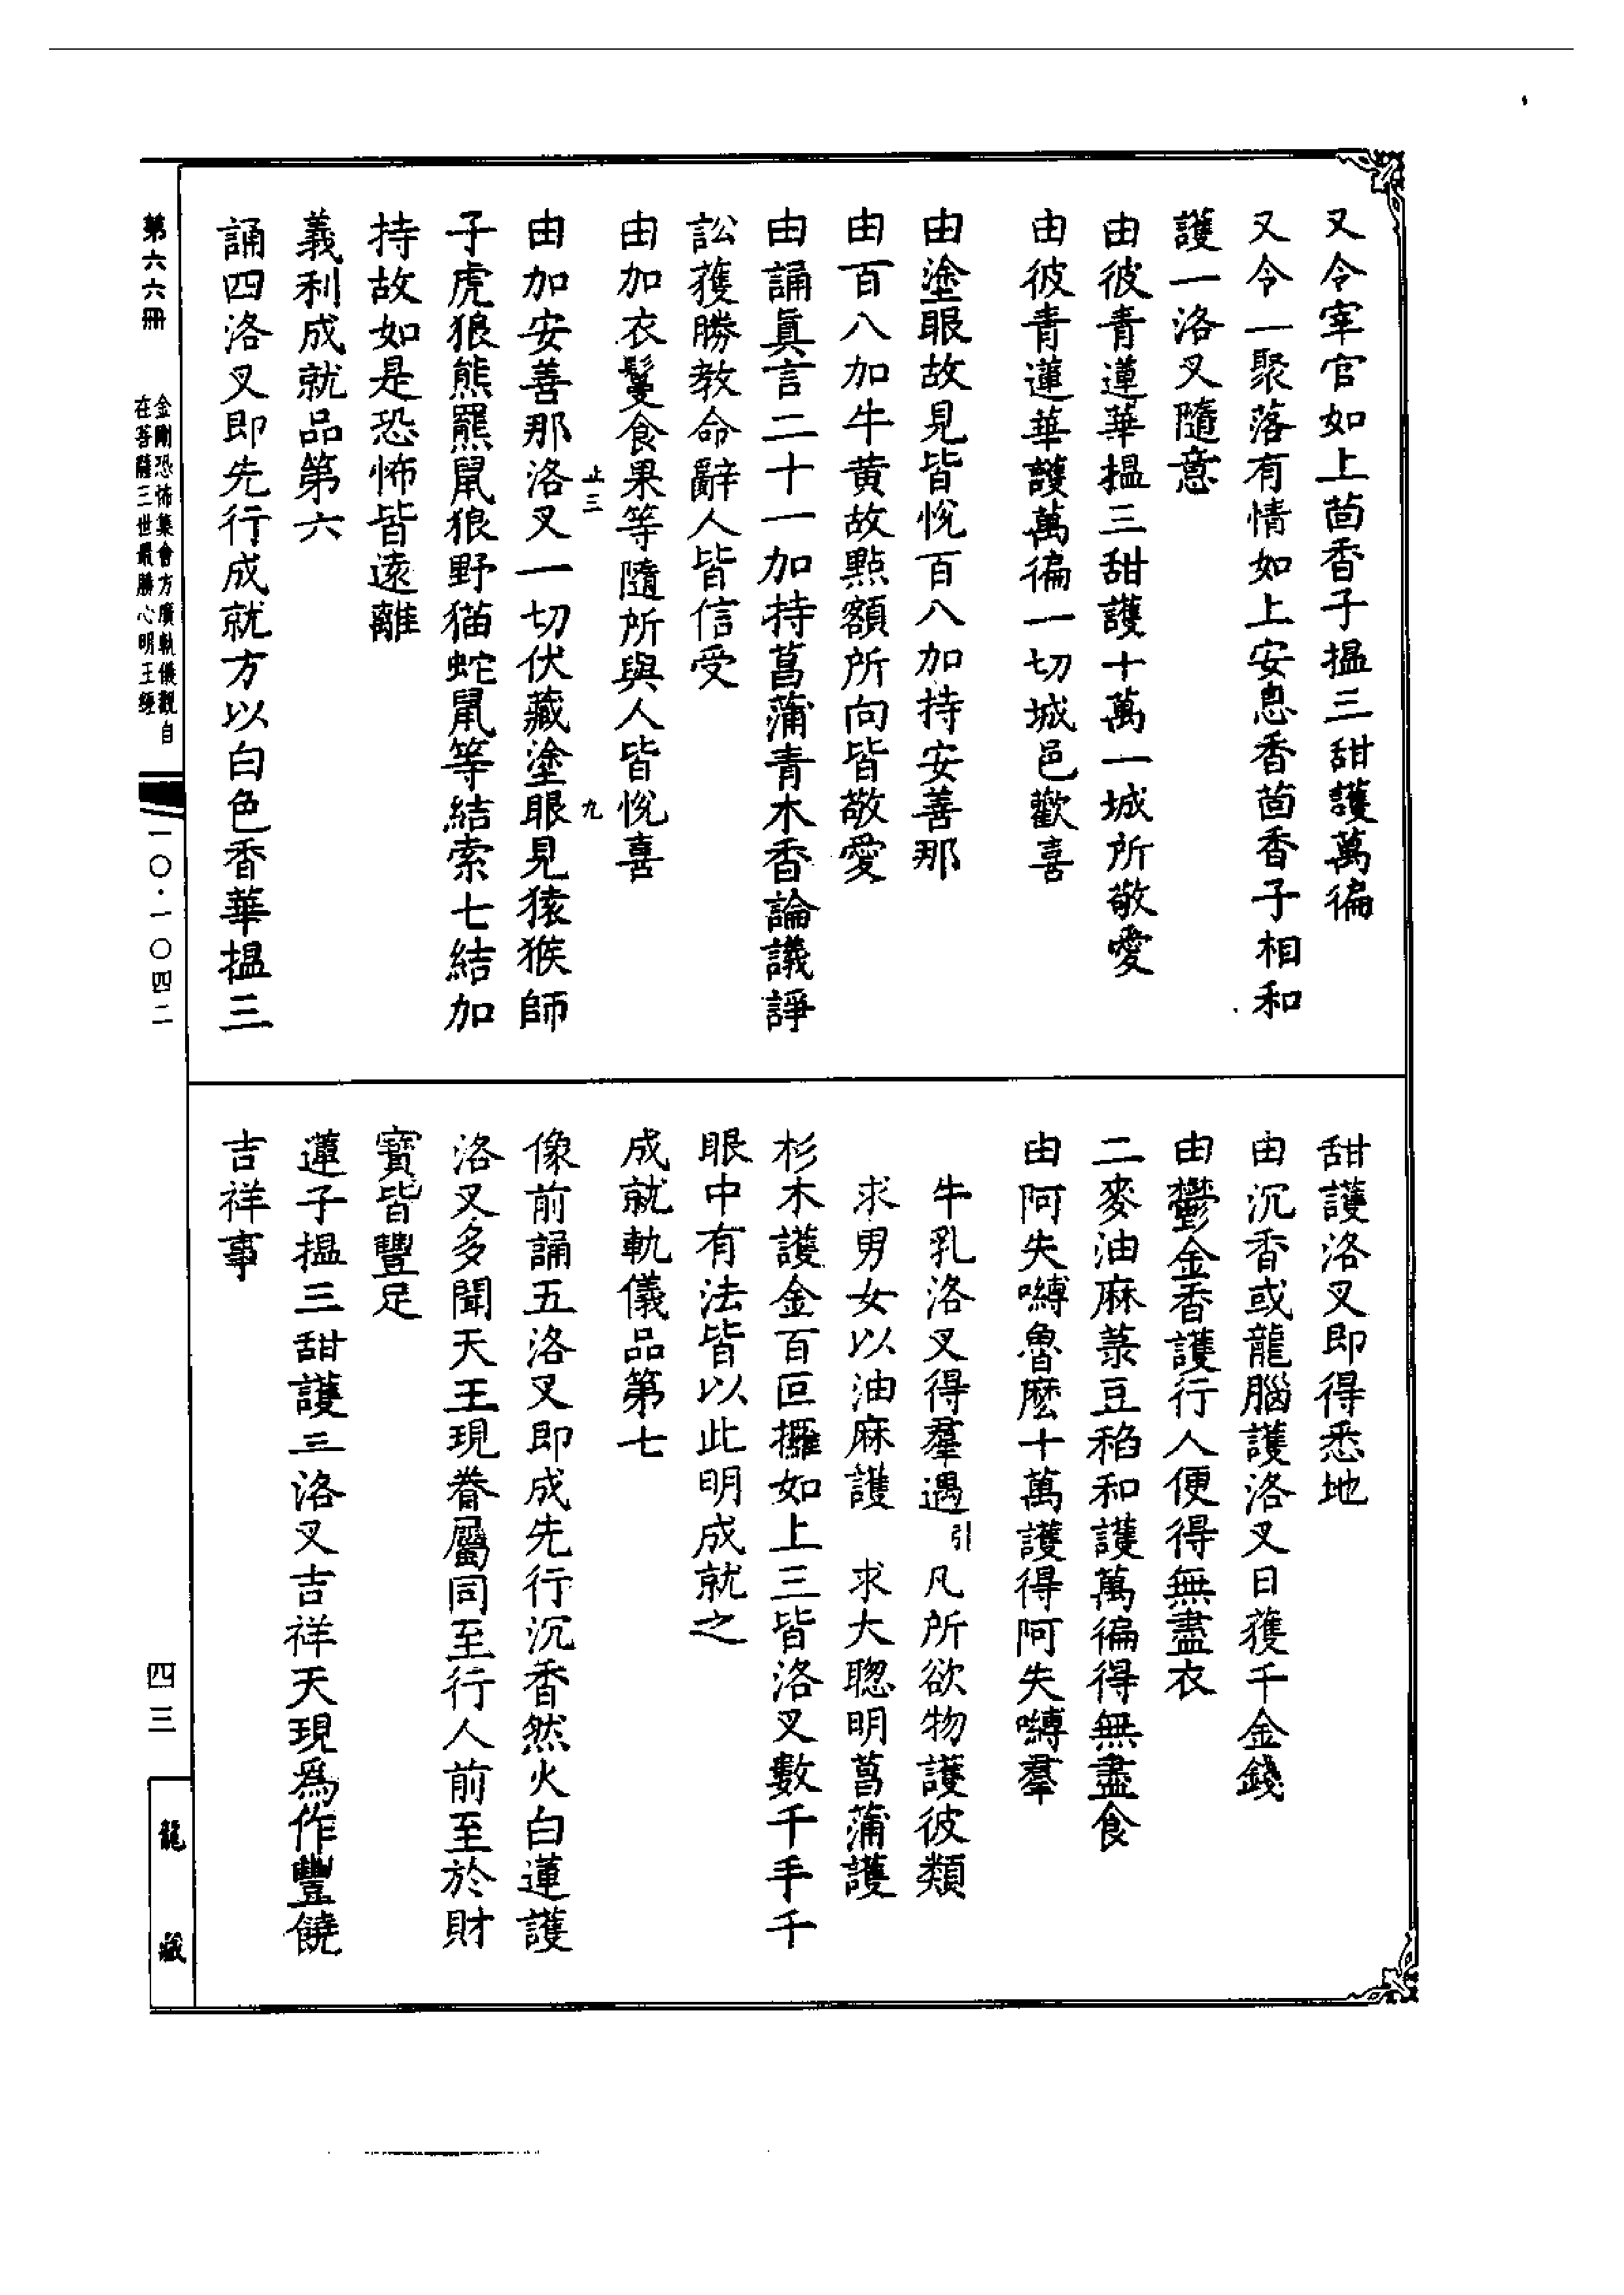 又令宰官如上茴香子搵三甜護萬徧
又令一聚落有情如上安息香茴香子相和
護一洛叉隨意
由彼青蓮華搵三甜護十萬一城所敬愛
由彼青蓮華護萬徧一切城邑歡喜
由塗眼故見皆悅百八加持安善那
由百八加牛黃故點額所向皆敬愛
由誦眞言二十一加持菖蒲青木香論議諍
訟獲勝教命辭人皆信受
由加衣鬘食果等隨所與人皆悅喜
止三
九
由加安善那洛叉一切伏藏塗眼見猿猴師
子虎狼熊羆鼠狼野猫蛇鼠等結索七結加
持故如是恐怖皆遠離
義利成就品第六
誦四洛叉即先行成就方以白色香華搵三
甜護洛叉即得悉地
由沉香或龍腦護洛叉日獲千金錢
由鬱金香護行人便得無盡衣
二麥油麻菉豆稻和護萬徧得無盡食
由阿失嚩魯麽十萬護得阿失嚩羣
牛乳洛叉得羣遇引凡所欲物護彼類
求男女以油麻護　求大聰明菖蒲護
杉木護金百叵攞如上三皆洛叉數千手千
眼中有法皆以此明成就之
成就軌儀品第七
像前誦五洛叉即成先行沉香然火白蓮護
洛叉多聞天王現眷屬同至行人前至於財
寶皆豐足
蓮子搵三甜護三洛叉吉祥天現爲作豐饒
吉祥事
第六六冊
金剛恐怖集會方廣軌儀觀自
在菩薩三世最勝心明王經
一〇·一〇四二
四三
龍藏